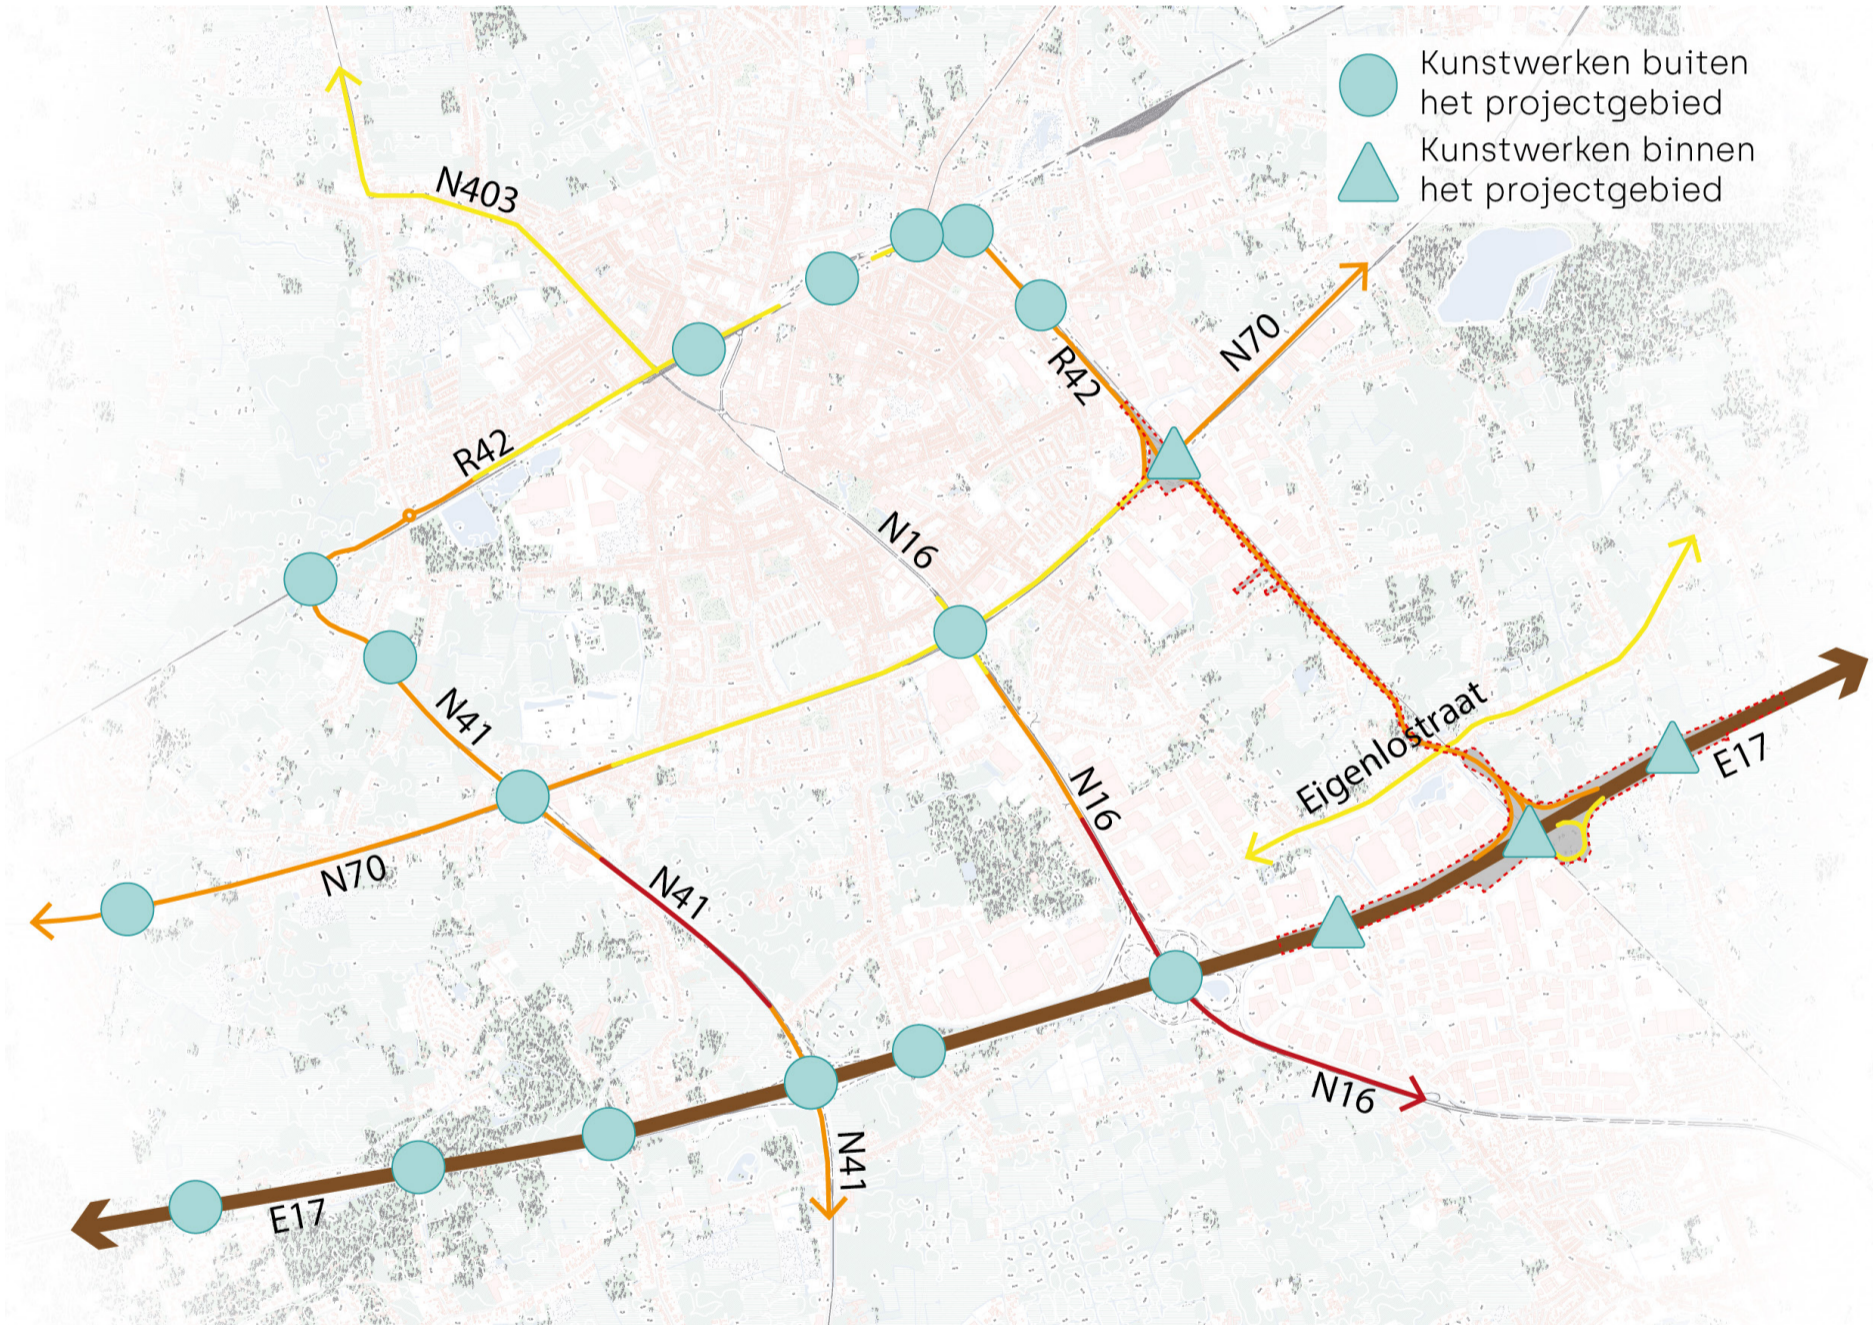 Kunstwerken buiten
het projectgebied
Kunstwerken binnen
het projectgebied
N403
N70
R42
R42
N16
N41
Eigenlostraat
E17
N16
N70
N41
N16
N41
E17